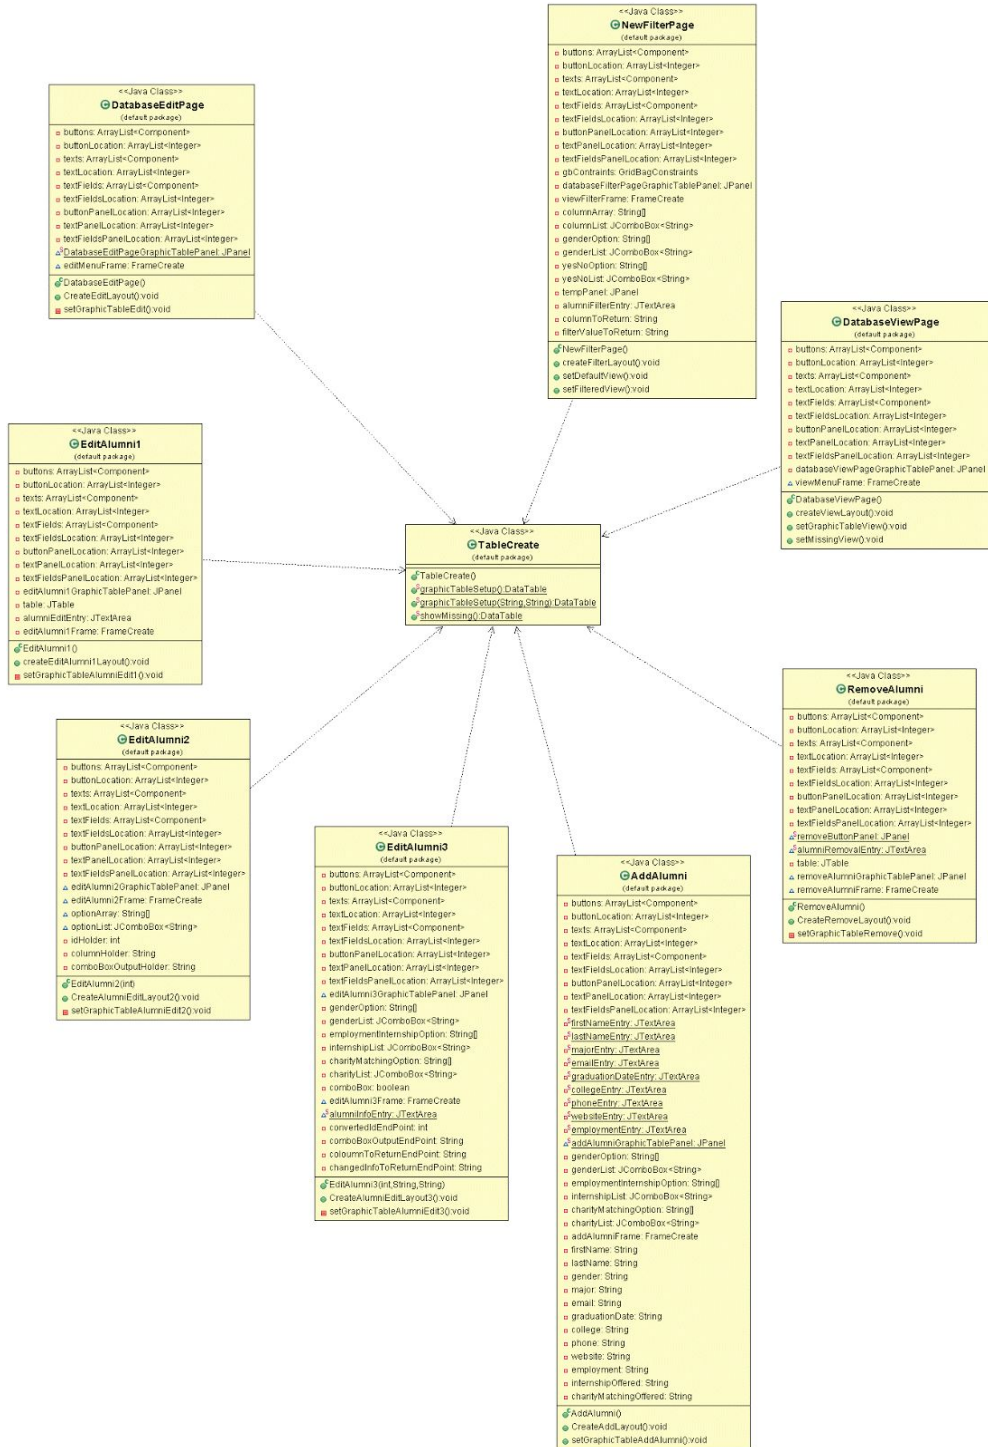 <<Java Class>>
NewFilterPage
(default package)
buttons: ArrayList<Component>
buttonLocation: ArrayList<Integer>
texts: ArrayList<Component>
textLocation: ArrayList<Integer>
textFields: ArrayList<Component>
textFieldsLocation: ArrayList<Integer>
buttonPanelLocation: ArrayList<Integer>
textPanelLocation: ArrayList<Integer>
textFieldsPanelLocation: ArrayList<Integer>
gbContraints: GridBagConstraints
databaseFilterPageGraphicTablePanel: JPanel
viewFilterFrame: FrameCreate
columnArray: String[]
columnList: JComboBox<String>
genderOption: String[]
genderList: JComboBox<String>
yesNoOption: String[]
yesNoList: JComboBox<String>
tempPanel: JPanel
alumniFilterEntry: JTextArea
columnToReturn: String
filterValueToReturn: String
NewFilterPage()
createFilterLayout():void
setDefaultView():void
setFilteredView():void
<<Java Class>>
DatabaseEditPage
(default package)
buttons: ArrayList<Component>
buttonLocation: ArrayList<Integer>
texts: ArrayList<Component>
textLocation: ArrayList<Integer>
textFields: ArrayList<Component>
textFieldsLocation: ArrayList<Integer>
buttonPanelLocation: ArrayList<Integer>
textPanelLocation: ArrayList<Integer>
textFieldsPanelLocation: ArrayList<Integer>
DatabaseEditPageGraphicTablePanel: JPanel
editMenuFrame: FrameCreate
DatabaseEditPage()
CreateEditLayout():void
setGraphicTableEdit():void
<<Java Class>>
DatabaseViewPage
(default package)
buttons: ArrayList<Component>
buttonLocation: ArrayList<Integer>
texts: ArrayList<Component>
textLocation: ArrayList<Integer>
textFields: ArrayList<Component>
textFieldsLocation: ArrayList<Integer>
buttonPanelLocation: ArrayList<Integer>
textPanelLocation: ArrayList<Integer>
textFieldsPanelLocation: ArrayList<Integer>
databaseViewPageGraphicTablePanel: JPanel
viewMenuFrame: FrameCreate
DatabaseViewPage()
createViewLayout():void
setGraphicTableView():void
setMissingView():void
<<Java Class>>
EditAlumni1
(default package)
buttons: ArrayList<Component>
buttonLocation: ArrayList<Integer>
texts: ArrayList<Component>
textLocation: ArrayList<Integer>
textFields: ArrayList<Component>
textFieldsLocation: ArrayList<Integer>
buttonPanelLocation: ArrayList<Integer>
textPanelLocation: ArrayList<Integer>
textFieldsPanelLocation: ArrayList<Integer>
editAlumni1GraphicTablePanel: JPanel
table: JTable
alumniEditEntry: JTextArea
editAlumni1Frame: FrameCreate
EditAlumni1()
createEditAlumni1Layout():void
setGraphicTableAlumniEdit1():void
<<Java Class>>
TableCreate
(default package)
TableCreate()
graphicTableSetup():DataTable
graphicTableSetup(String,String):DataTable
showMissing():DataTable
<<Java Class>>
RemoveAlumni
(default package)
buttons: ArrayList<Component>
buttonLocation: ArrayList<Integer>
texts: ArrayList<Component>
textLocation: ArrayList<Integer>
textFields: ArrayList<Component>
textFieldsLocation: ArrayList<Integer>
buttonPanelLocation: ArrayList<Integer>
textPanelLocation: ArrayList<Integer>
textFieldsPanelLocation: ArrayList<Integer>
removeButtonPanel: JPanel
alumniRemovalEntry: JTextArea
table: JTable
removeAlumniGraphicTablePanel: JPanel
removeAlumniFrame: FrameCreate
RemoveAlumni()
CreateRemoveLayout():void
setGraphicTableRemove():void
<<Java Class>>
EditAlumni2
(default package)
buttons: ArrayList<Component>
buttonLocation: ArrayList<Integer>
texts: ArrayList<Component>
textLocation: ArrayList<Integer>
textFields: ArrayList<Component>
textFieldsLocation: ArrayList<Integer>
buttonPanelLocation: ArrayList<Integer>
textPanelLocation: ArrayList<Integer>
textFieldsPanelLocation: ArrayList<Integer>
editAlumni2GraphicTablePanel: JPanel
editAlumni2Frame: FrameCreate
optionArray: String[]
optionList: JComboBox<String>
idHolder: int
columnHolder: String
comboBoxOutputHolder: String
EditAlumni2(int)
CreateAlumniEditLayout2():void
setGraphicTableAlumniEdit2():void
<<Java Class>>
EditAlumni3
(default package)
buttons: ArrayList<Component>
buttonLocation: ArrayList<Integer>
texts: ArrayList<Component>
textLocation: ArrayList<Integer>
textFields: ArrayList<Component>
textFieldsLocation: ArrayList<Integer>
buttonPanelLocation: ArrayList<Integer>
textPanelLocation: ArrayList<Integer>
textFieldsPanelLocation: ArrayList<Integer>
editAlumni3GraphicTablePanel: JPanel
genderOption: String[]
genderList: JComboBox<String>
employmentInternshipOption: String[]
internshipList: JComboBox<String>
charityMatchingOption: String[]
charityList: JComboBox<String>
comboBox: boolean
editAlumni3Frame: FrameCreate
alumniInfoEntry: JTextArea
convertedIdEndPoint: int
comboBoxOutputEndPoint: String
coloumnToReturnEndPoint: String
changedInfoToReturnEndPoint: String
EditAlumni3(int,String,String)
CreateAlumniEditLayout3():void
setGraphicTableAlumniEdit3():void
<<Java Class>>
AddAlumni
(default package)
buttons: ArrayList<Component>
buttonLocation: ArrayList<Integer>
texts: ArrayList<Component>
textLocation: ArrayList<Integer>
textFields: ArrayList<Component>
textFieldsLocation: ArrayList<Integer>
buttonPanelLocation: ArrayList<Integer>
textPanelLocation: ArrayList<Integer>
textFieldsPanelLocation: ArrayList<Integer>
firstNameEntry: JTextArea
lastNameEntry: JTextArea
majorEntry: JTextArea
emailEntry: JTextArea
graduationDateEntry: JTextArea
collegeEntry: JTextArea
phoneEntry: JTextArea
websiteEntry: JTextArea
employmentEntry: JTextArea
addAlumniGraphicTablePanel: JPanel
genderOption: String[]
genderList: JComboBox<String>
employmentInternshipOption: String[]
internshipList: JComboBox<String>
charityMatchingOption: String[]
charityList: JComboBox<String>
addAlumniFrame: FrameCreate
firstName: String
lastName: String
gender: String
major: String
email: String
graduationDate: String
college: String
phone: String
website: String
employment: String
internshipOffered: String
charityMatchingOffered: String
AddAlumni()
CreateAddLayout():void
setGraphicTableAddAlumni():void